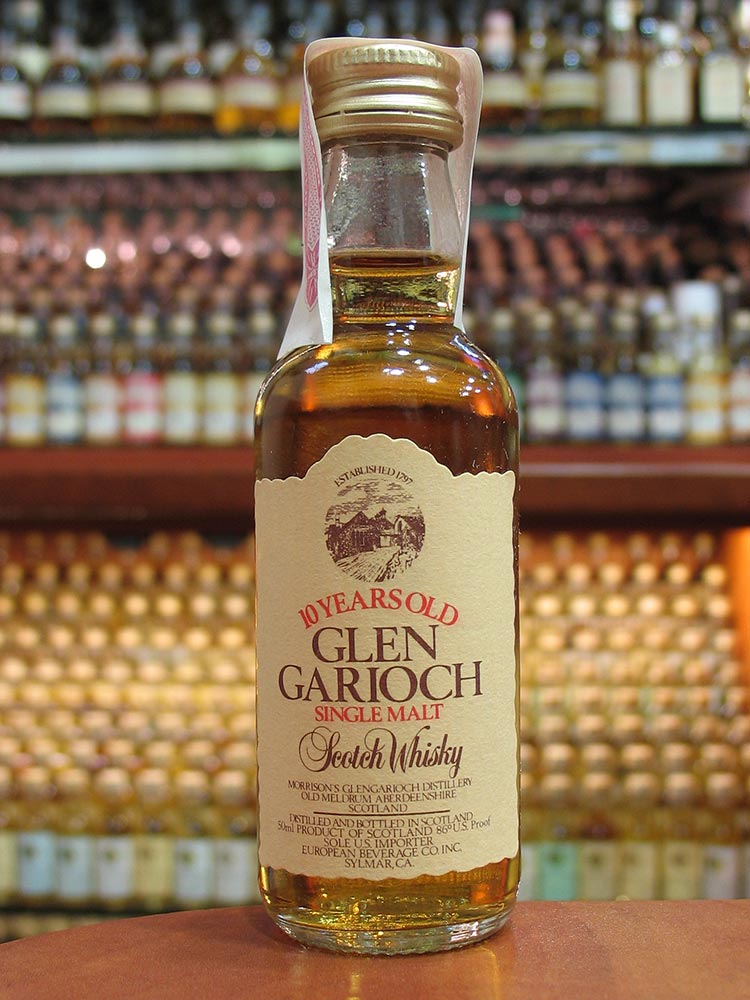 ESTABLISHED 1797
10 YEARS OLD
GLEN
GARIOCH
SINGLE MALT
Scotch Whisky
MORRISON'S GLENGARIOCH DISTILLERY
OLD MELDRUM ABERDEENSHIRE
SCOTLAND
DISTILLED AND BOTTLED IN SCOTLAND
50ml PRODUCT OF SCOTLAND 86° U.S. Proof
SOLE U.S. IMPORTER
EUROPEAN BEVERAGE CO. INC.
SYLMAR, CA.